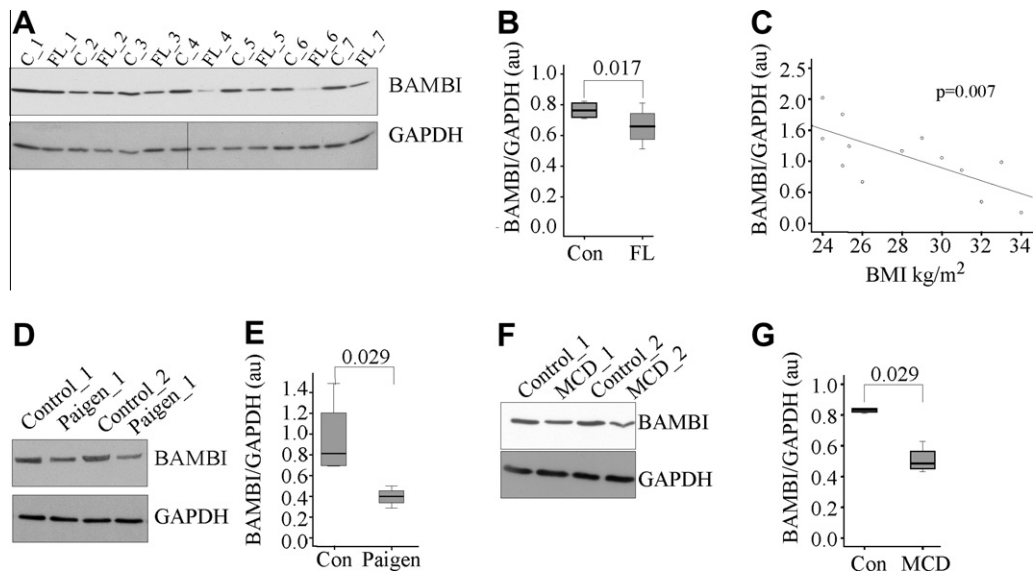 A
C_1 FL_1 C_2 FL_2 C_3 FL_3 C_4 FL_4 C_5 FL_5 C_6 FL_6 C_7 FL_7
BAMBI
GAPDH
B
BAMBI/GAPDH (au)
1.0
0.8
0.6
0.4
0.2
0.0
0.017
Con FL
C
BAMBI/GAPDH (au)
2.5
2.0
1.6
1.0
0.6
0.0
p=0.007
24 26 28 30 32 34
BMI kg/m²
D
Control_1 Paigen_1 Control_2 Paigen_1
BAMBI
GAPDH
E
BAMBI/GAPDH (au)
1.4
1.2
1.0
0.8
0.6
0.4
0.2
0.0
0.029
Con Paigen
F
Control_1 MCD_1 Control_2 MCD_2
BAMBI
GAPDH
G
BAMBI/GAPDH (au)
1.0
0.8
0.6
0.4
0.2
0.0
0.029
Con MCD